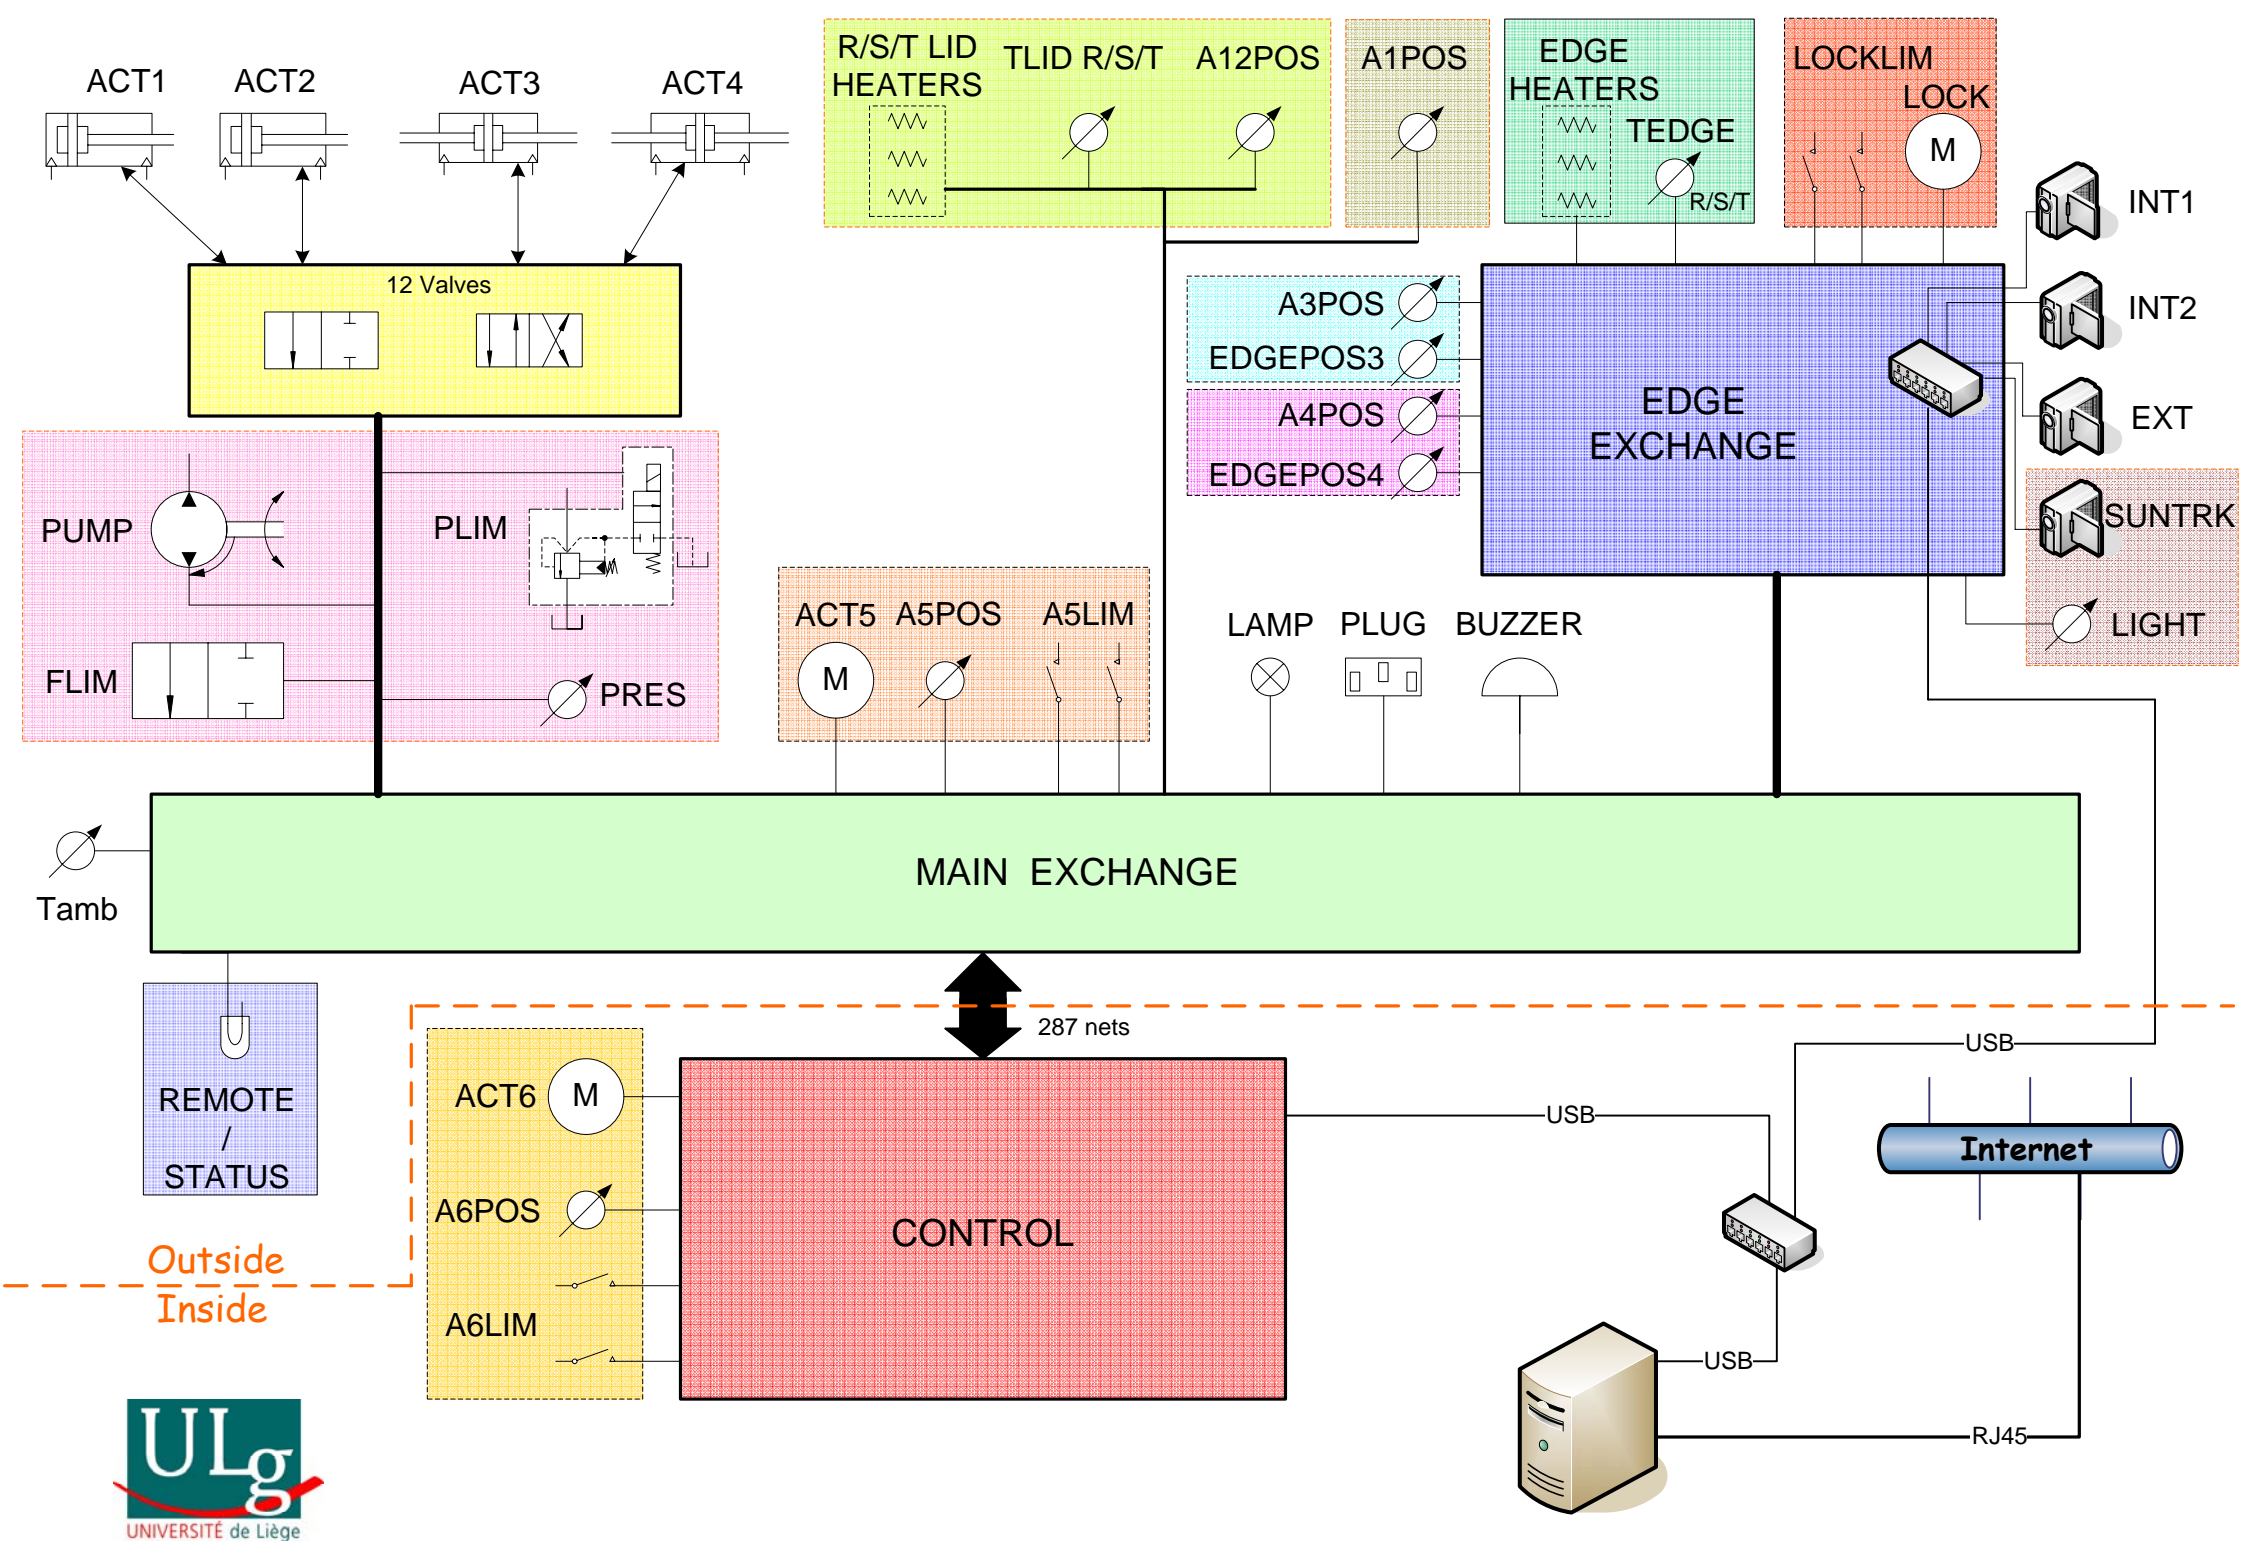 ACT1
ACT2
ACT3
ACT4
R/S/T LID
HEATERS
TLID R/S/T
A12POS
A1POS
EDGE
HEATERS
TEDGE
R/S/T
LOCKLIM
LOCK
M
INT1
INT2
EXT
SUNTRK
LIGHT
12 Valves
A3POS
EDGEPOS3
A4POS
EDGEPOS4
EDGE
EXCHANGE
PUMP
PLIM
FLIM
PRES
ACT5
A5POS
A5LIM
M
LAMP
PLUG
BUZZER
MAIN EXCHANGE
Tamb
REMOTE
/
STATUS
287 nets
ACT6
M
A6POS
A6LIM
CONTROL
USB
USB
Internet
USB
RJ45
Outside
Inside
ULg
UNIVERSITÉ de Liège